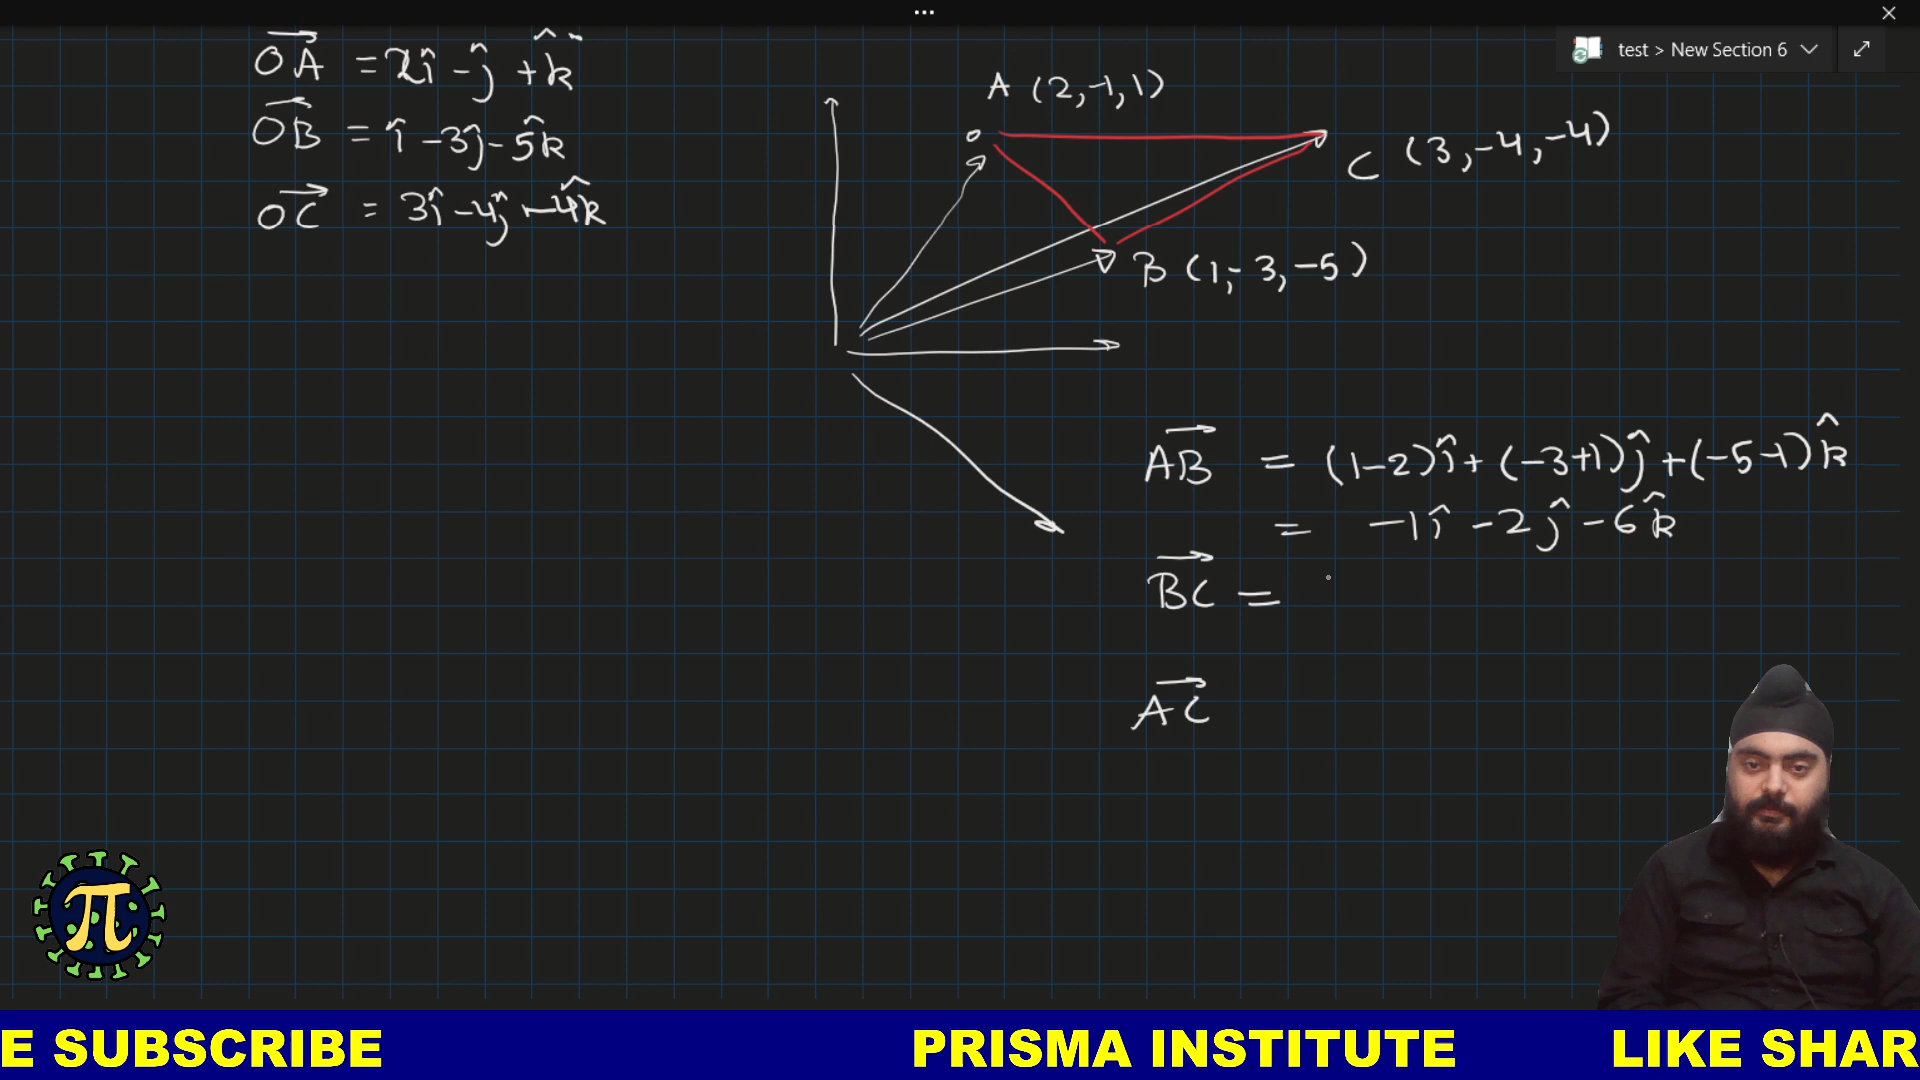 ...
test > New Section 6
OA = 2î - ĵ + k̂
OB = î - 3ĵ - 5k̂
OC = 3î - 4ĵ - 4k̂
A (2,-1,1)
C (3,-4,-4)
B (1,-3,-5)
AB = (1-2)î + (-3+1)ĵ + (-5-1)k̂
= -1î - 2ĵ - 6k̂
BC =
AC
π
E SUBSCRIBE PRISMA INSTITUTE LIKE SHAR